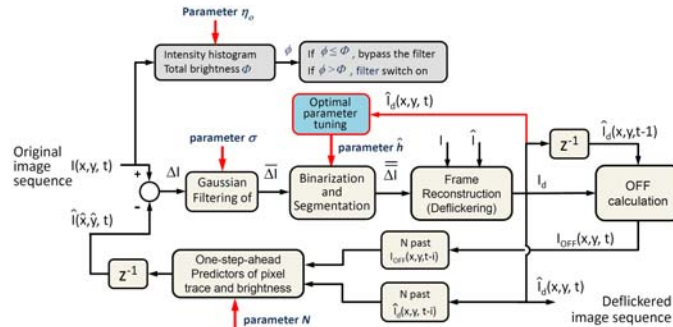 Parameter ηₒ
Intensity histogram
Total brightness Φ
ϕ
If ϕ ≤ Φ, bypass the filter
If ϕ > Φ, filter switch on
Optimal
parameter
tuning
Î_d(x,y, t)
Original
image
sequence
I(x,y, t)
parameter σ
parameter ĥ
I
Î
z⁻¹
Î_d(x,y,t-1)
+
-
ΔI
Gaussian
Filtering of
Δ̅I̅
Binarization
and
Segmentation
Δ̿I̿
Frame
Reconstruction
(Deflickering)
I_d
OFF
calculation
Î(x̂,ŷ, t)
z⁻¹
One-step-ahead
Predictors of pixel
trace and brightness
N past
I_OFF(x,y,t-i)
I_OFF(x,y, t)
N past
Î_d(x,y,t-i)
Î_d(x,y, t)
Deflickered
image sequence
parameter N